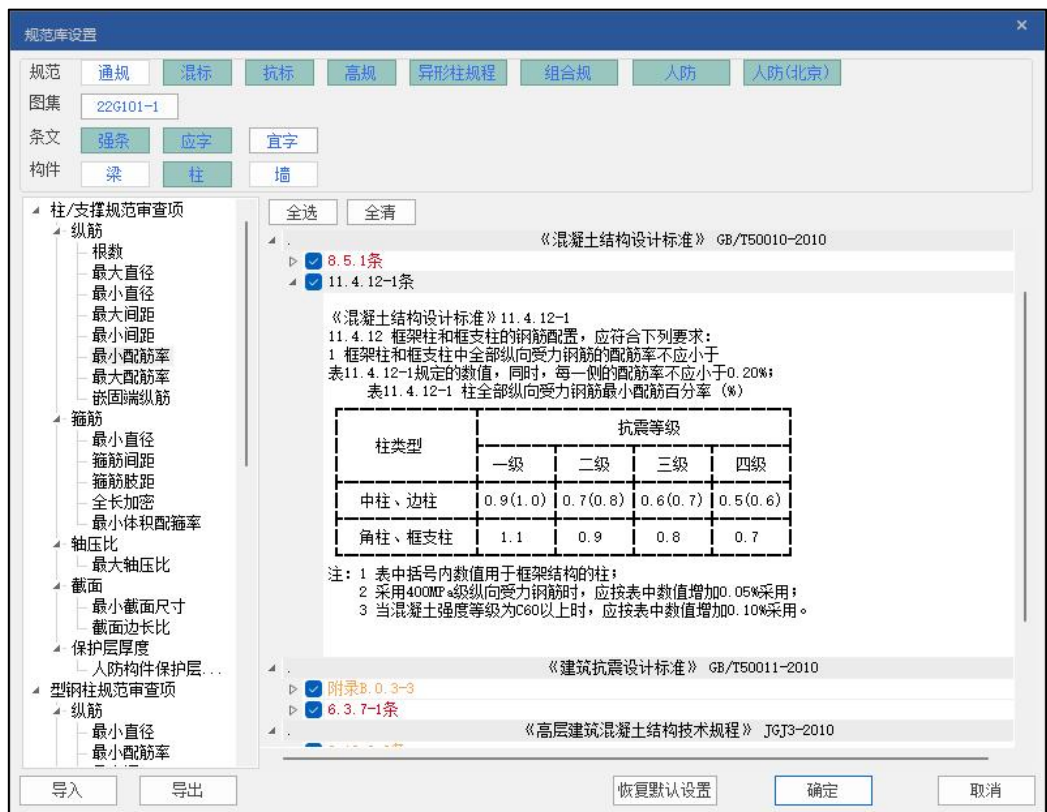 规范库设置
规范 通规 混标 抗标 高规 异形柱规程 组合规 人防 人防(北京)
图集 22G101-1
条文 强条 应字 宜字
构件 梁 柱 墙
柱/支撑规范审查项
纵筋
根数
最大直径
最小直径
最大间距
最小间距
最小配筋率
最大配筋率
嵌固端纵筋
箍筋
最小直径
箍筋间距
箍筋肢距
全长加密
最小体积配箍率
轴压比
最大轴压比
截面
最小截面尺寸
截面边长比
保护层厚度
人防构件保护层...
型钢柱规范审查项
纵筋
最小直径
最小配筋率
全选 全清
《混凝土结构设计标准》 GB/T50010-2010
8.5.1条
11.4.12-1条
《混凝土结构设计标准》11.4.12-1
11.4.12 框架柱和框支柱的钢筋配置，应符合下列要求：
1 框架柱和框支柱中全部纵向受力钢筋的配筋率不应小于
表11.4.12-1规定的数值，同时，每一侧的配筋率不应小于0.20%；
表11.4.12-1 柱全部纵向受力钢筋最小配筋百分率 (%)
柱类型 抗震等级
一级 二级 三级 四级
中柱、边柱 0.9(1.0) 0.7(0.8) 0.6(0.7) 0.5(0.6)
角柱、框支柱 1.1 0.9 0.8 0.7
注：1 表中括号内数值用于框架结构的柱；
2 采用400MPa级纵向受力钢筋时，应按表中数值增加0.05%采用；
3 当混凝土强度等级为C60以上时，应按表中数值增加0.10%采用。
《建筑抗震设计标准》 GB/T50011-2010
附录B.0.3-3
6.3.7-1条
《高层建筑混凝土结构技术规程》 JGJ3-2010
导入 导出 恢复默认设置 确定 取消